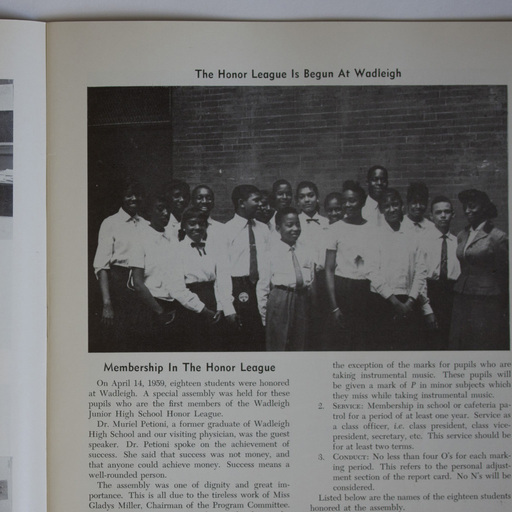 The Honor League Is Begun At Wadleigh
Membership In The Honor League
On April 14, 1959, eighteen students were honored
at Wadleigh. A special assembly was held for these
pupils who are the first members of the Wadleigh
Junior High School Honor League.
Dr. Muriel Petioni, a former graduate of Wadleigh
High School and our visiting physician, was the guest
speaker. Dr. Petioni spoke on the achievement of
success. She said that success was not money, and
that anyone could achieve money. Success means a
well-rounded person.
The assembly was one of dignity and great im-
portance. This is all due to the tireless work of Miss
Gladys Miller, Chairman of the Program Committee.
the exception of the marks for pupils who are
taking instrumental music. These pupils will
be given a mark of P in minor subjects which
they miss while taking instrumental music.
2. SERVICE: Membership in school or cafeteria pa-
trol for a period of at least one year. Service as
a class officer, i.e. class president, class vice-
president, secretary, etc. This service should be
for at least two terms.
3. CONDUCT: No less than four O's for each mark-
ing period. This refers to the personal adjust-
ment section of the report card. No N's will be
considered.
Listed below are the names of the eighteen students
honored at the assembly.